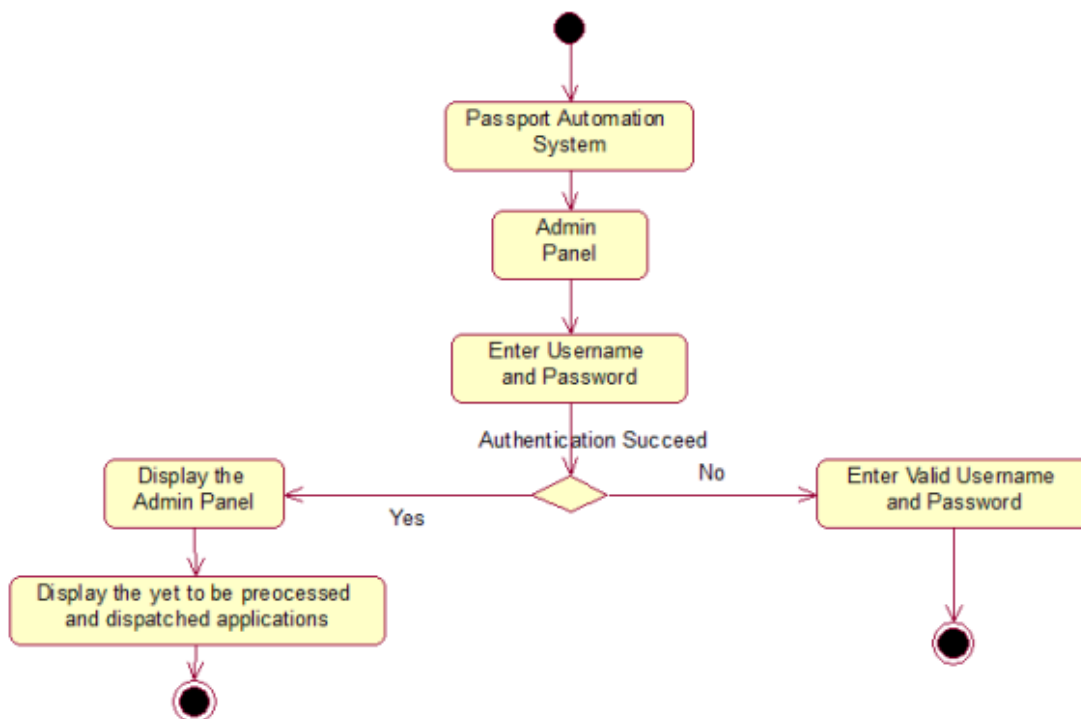 Passport Automation
System
Admin
Panel
Enter Username
and Password
Authentication Succeed
Display the
Admin Panel
Yes
No
Enter Valid Username
and Password
Display the yet to be preocessed
and dispatched applications